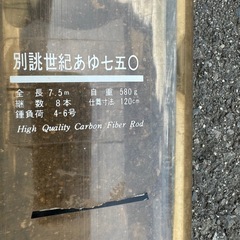 別誂世紀あゆ七五〇
全長 7.5m 自重 580g
継数 8本 仕舞寸法 120cm
錘負荷 4-6号
High Quality Carbon Fiber Rod